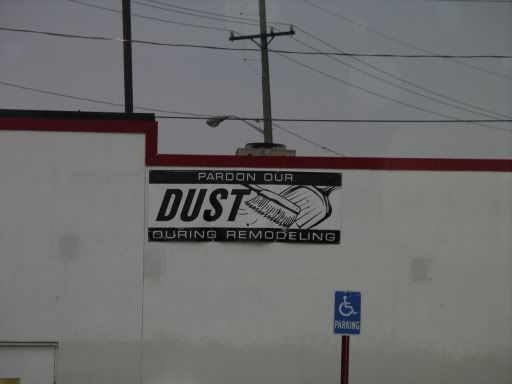 PARDON OUR
DUST
DURING REMODELING
PARKING